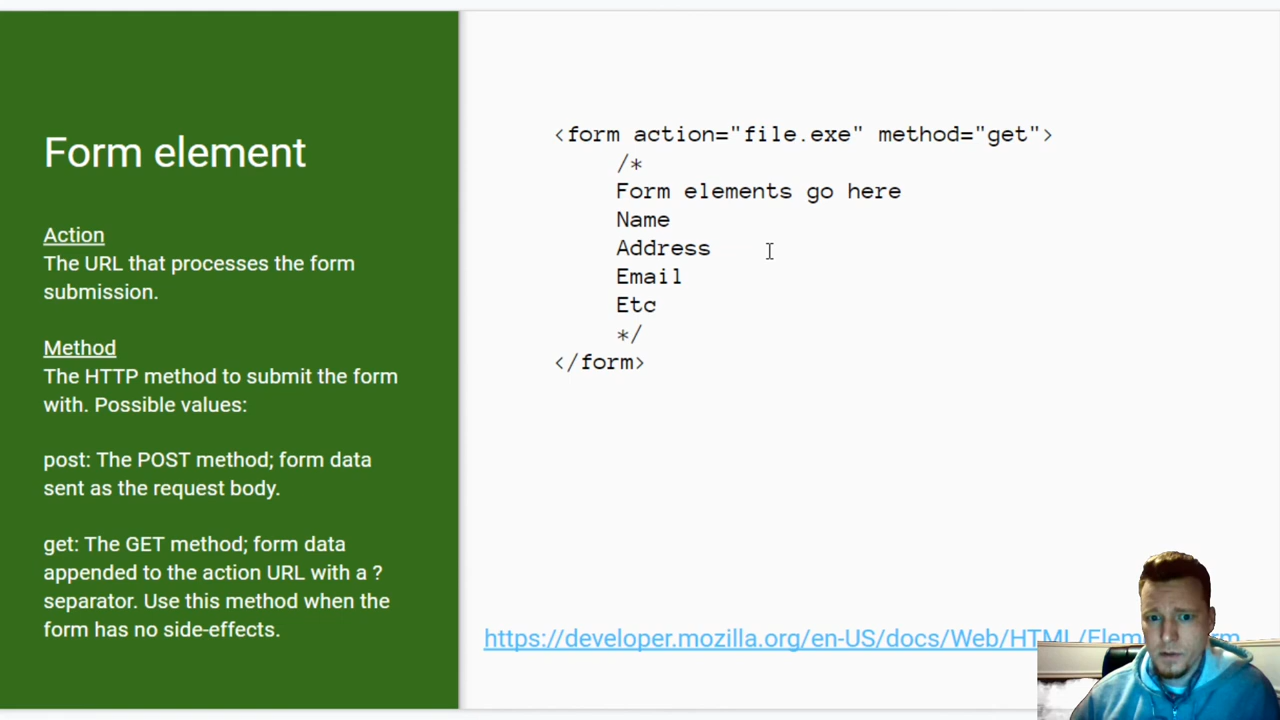 Form element
Action
The URL that processes the form
submission.
Method
The HTTP method to submit the form
with. Possible values:
post: The POST method; form data
sent as the request body.
get: The GET method; form data
appended to the action URL with a ?
separator. Use this method when the
form has no side-effects.
<form action="file.exe" method="get">
/*
Form elements go here
Name
Address
Email
Etc
*/
</form>
https://developer.mozilla.org/en-US/docs/Web/HTML/Elem